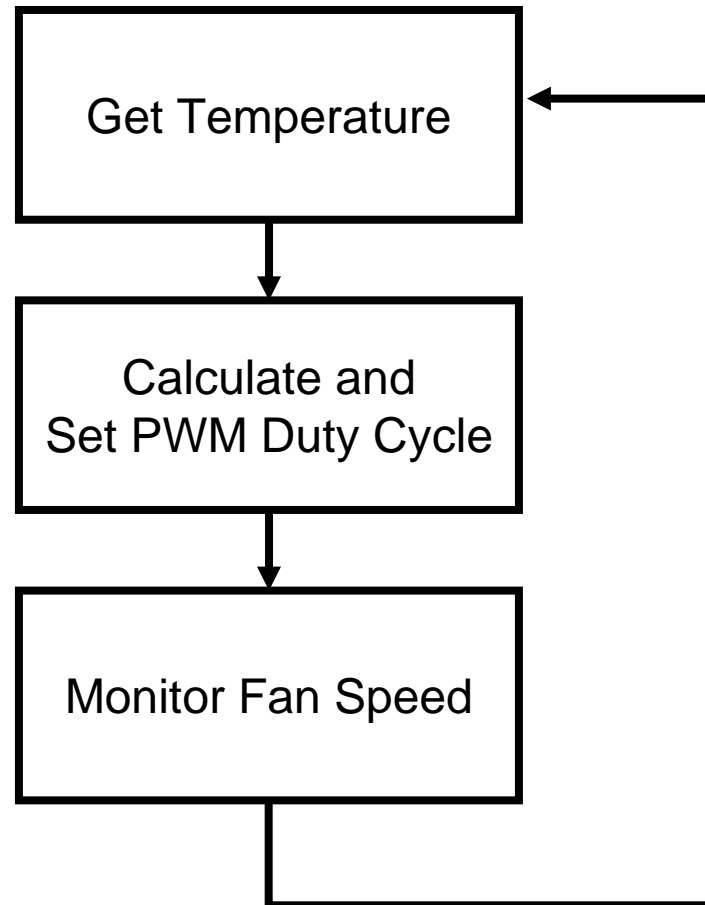 Get Temperature
Calculate and
Set PWM Duty Cycle
Monitor Fan Speed